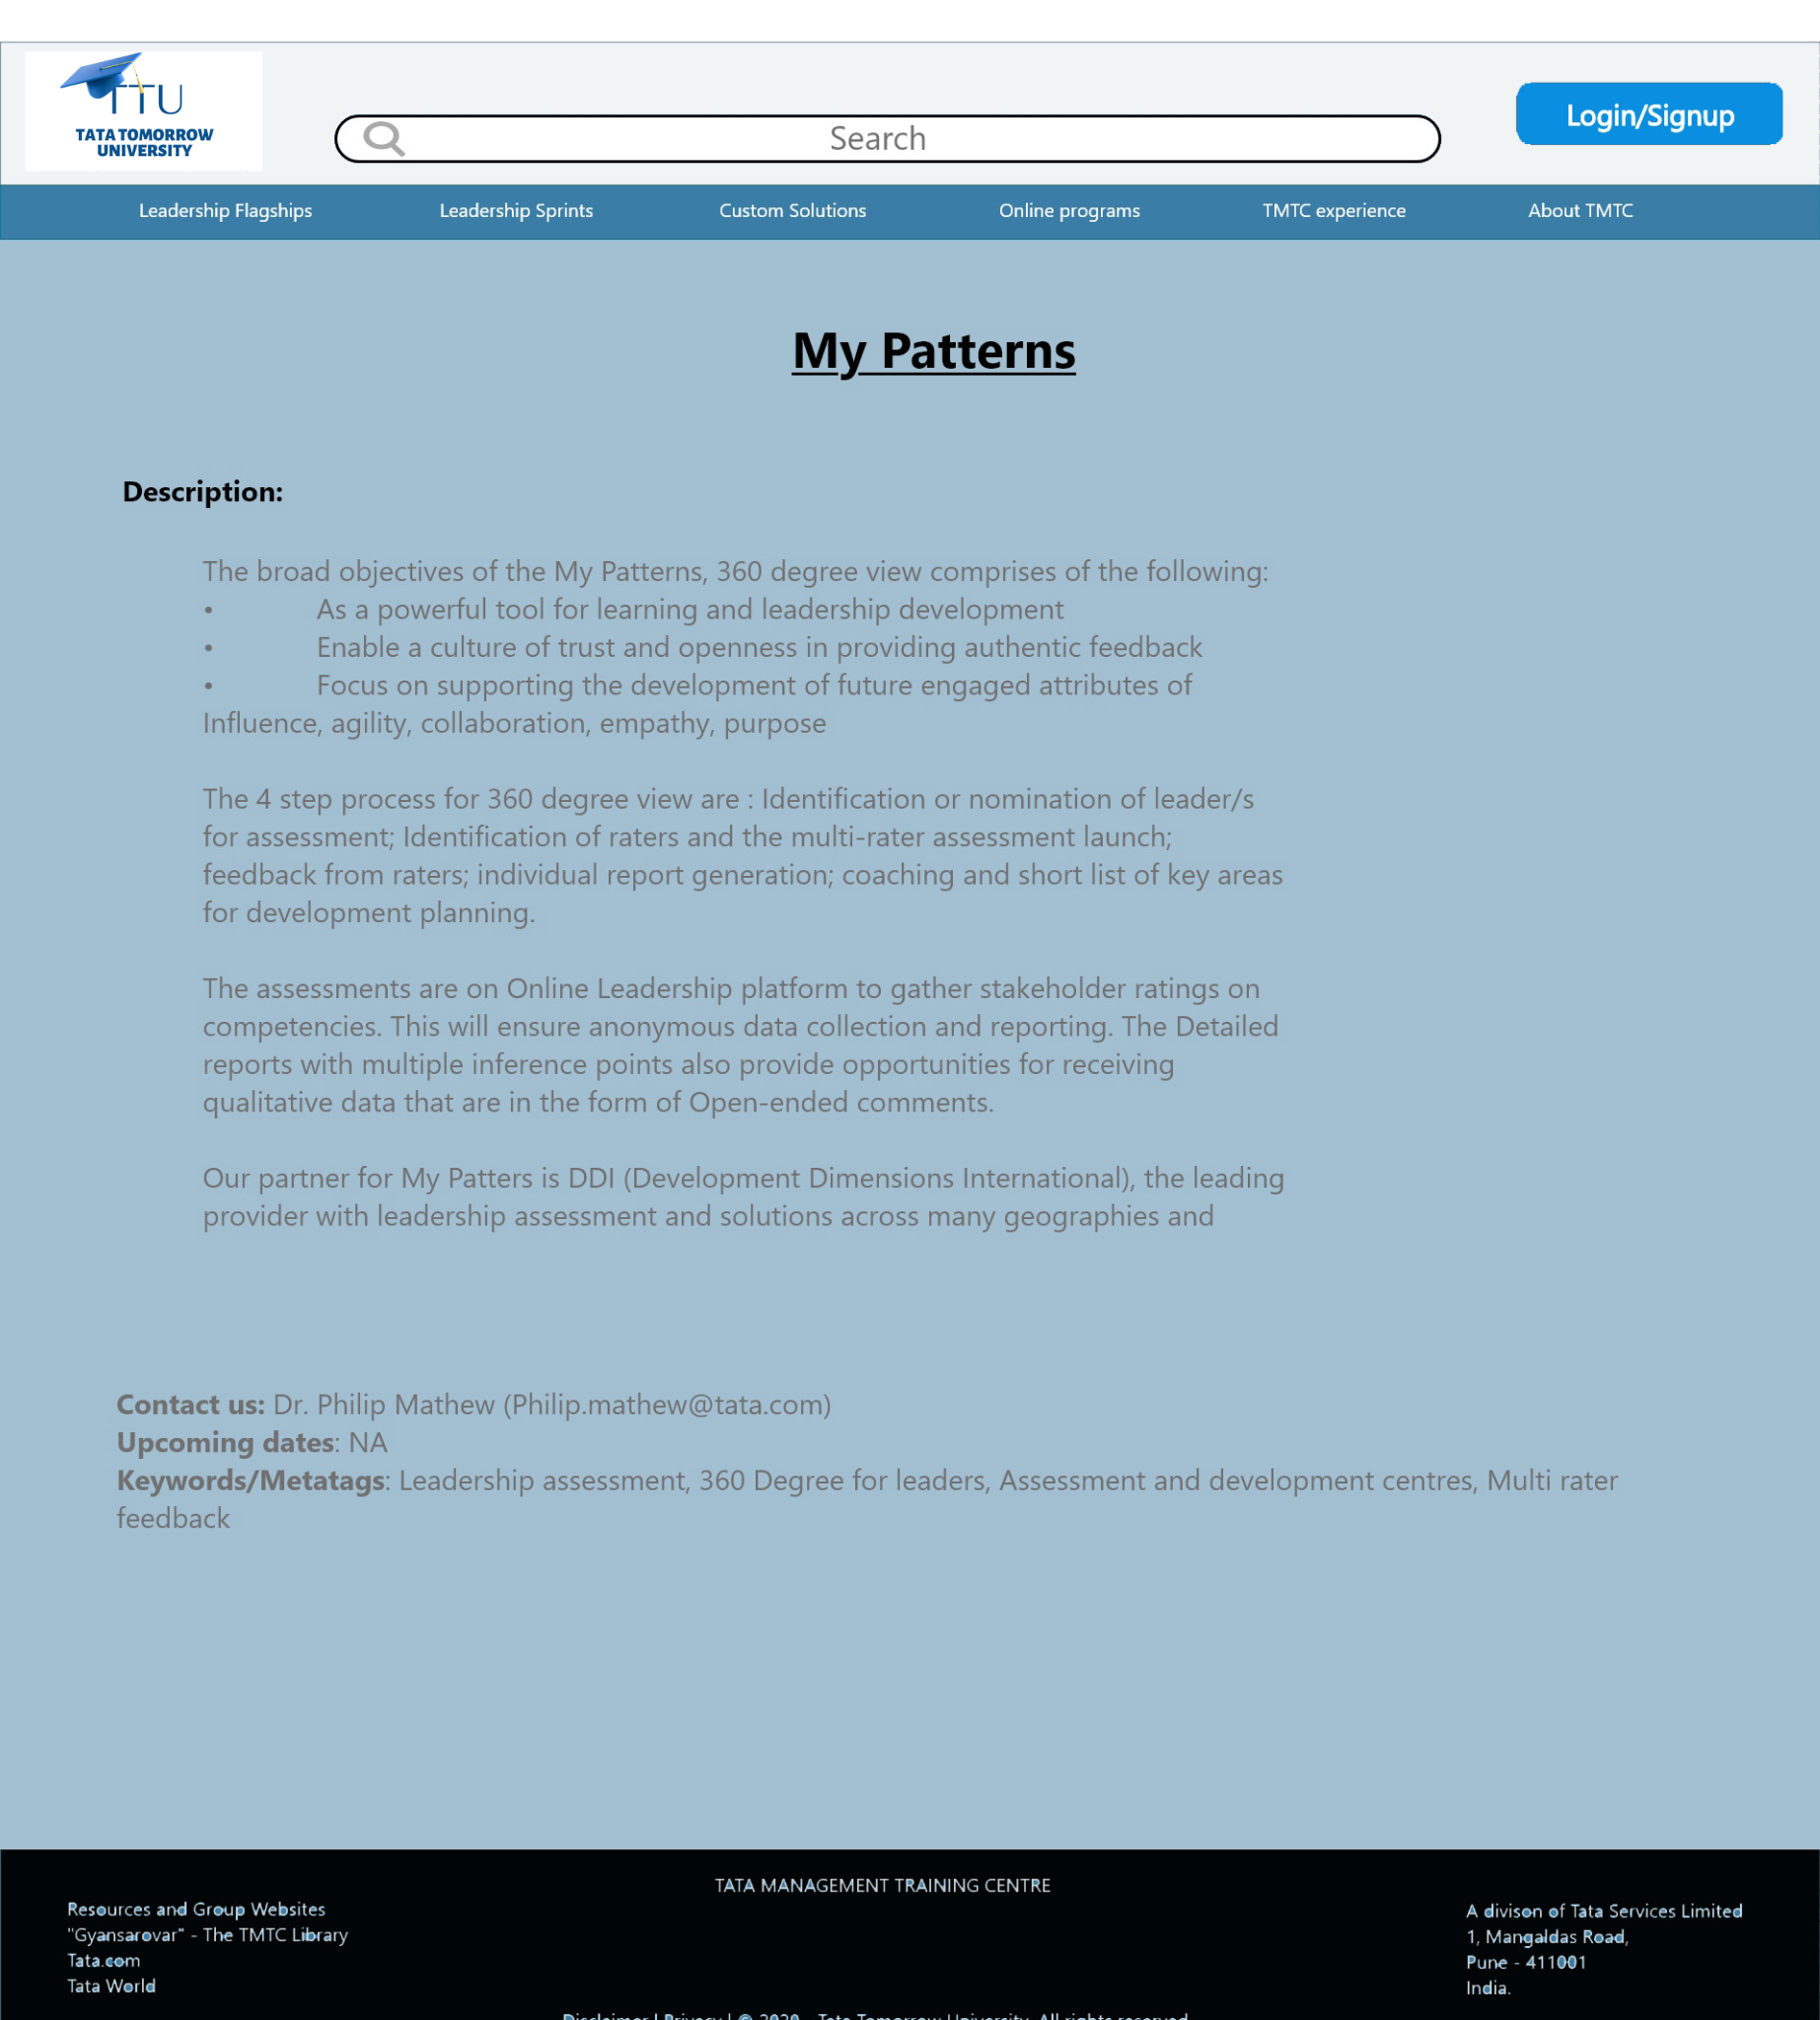 TTU
TATA TOMORROW
UNIVERSITY
Search
Login/Signup
Leadership Flagships
Leadership Sprints
Custom Solutions
Online programs
TMTC experience
About TMTC
My Patterns
Description:
The broad objectives of the My Patterns, 360 degree view comprises of the following:
• As a powerful tool for learning and leadership development
• Enable a culture of trust and openness in providing authentic feedback
• Focus on supporting the development of future engaged attributes of
Influence, agility, collaboration, empathy, purpose
The 4 step process for 360 degree view are : Identification or nomination of leader/s
for assessment; Identification of raters and the multi-rater assessment launch;
feedback from raters; individual report generation; coaching and short list of key areas
for development planning.
The assessments are on Online Leadership platform to gather stakeholder ratings on
competencies. This will ensure anonymous data collection and reporting. The Detailed
reports with multiple inference points also provide opportunities for receiving
qualitative data that are in the form of Open-ended comments.
Our partner for My Patters is DDI (Development Dimensions International), the leading
provider with leadership assessment and solutions across many geographies and
Contact us: Dr. Philip Mathew (Philip.mathew@tata.com)
Upcoming dates: NA
Keywords/Metatags: Leadership assessment, 360 Degree for leaders, Assessment and development centres, Multi rater
feedback
TATA MANAGEMENT TRAINING CENTRE
Resources and Group Websites
"Gyansarovar" - The TMTC Library
Tata.com
Tata World
A divison of Tata Services Limited
1, Mangaldas Road,
Pune - 411001
India.
Disclaimer | Privacy | © 2020 - Tata Tomorrow University. All rights reserved